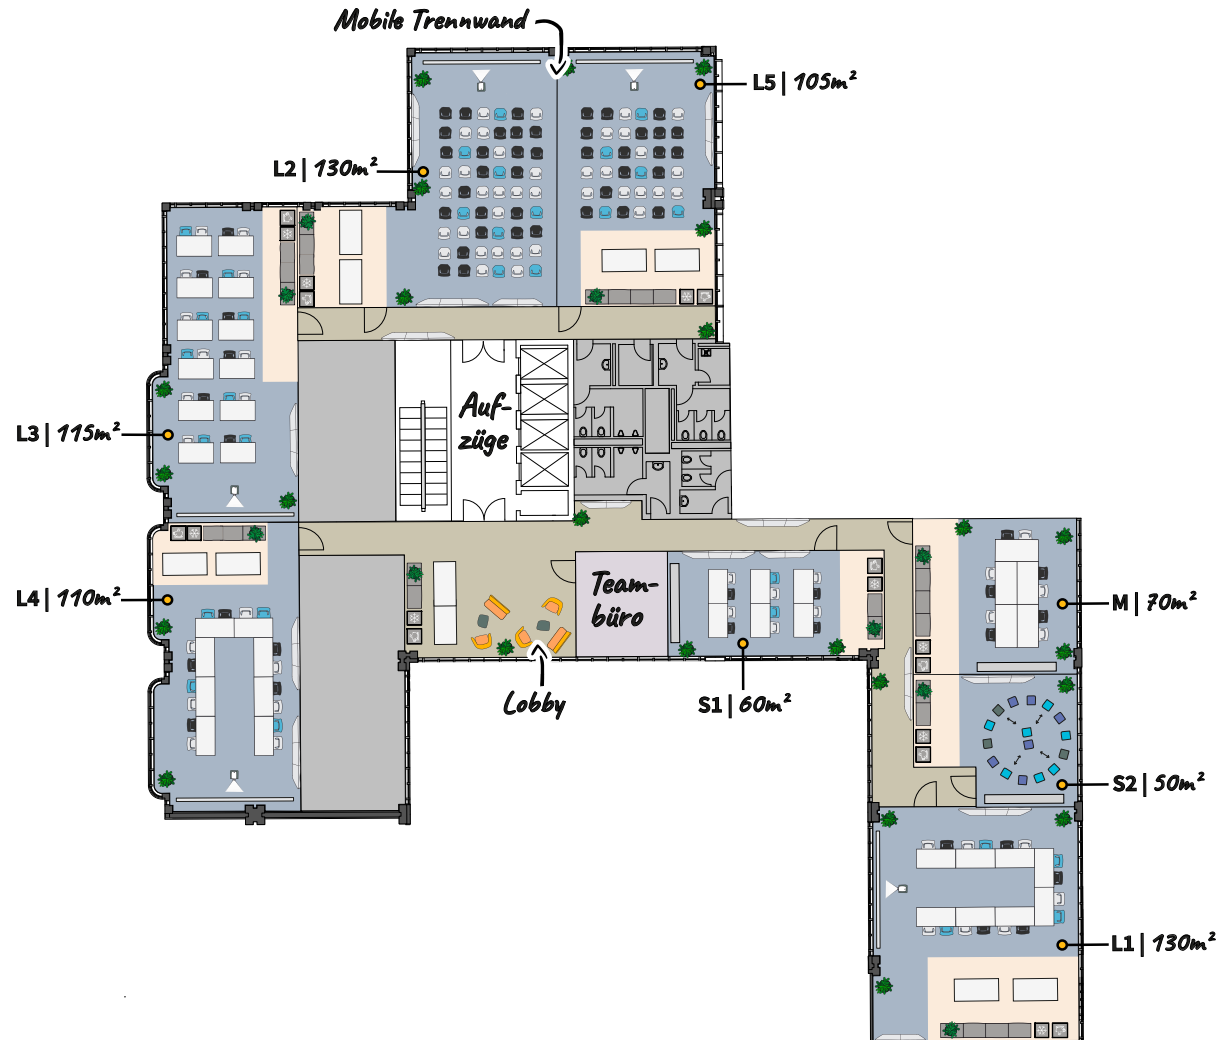 Mobile Trennwand
L5 | 105m²
L2 | 130m²
Auf-
züge
L3 | 115m²
Team-
büro
L4 | 110m²
M | 70m²
Lobby
S1 | 60m²
S2 | 50m²
L1 | 130m²